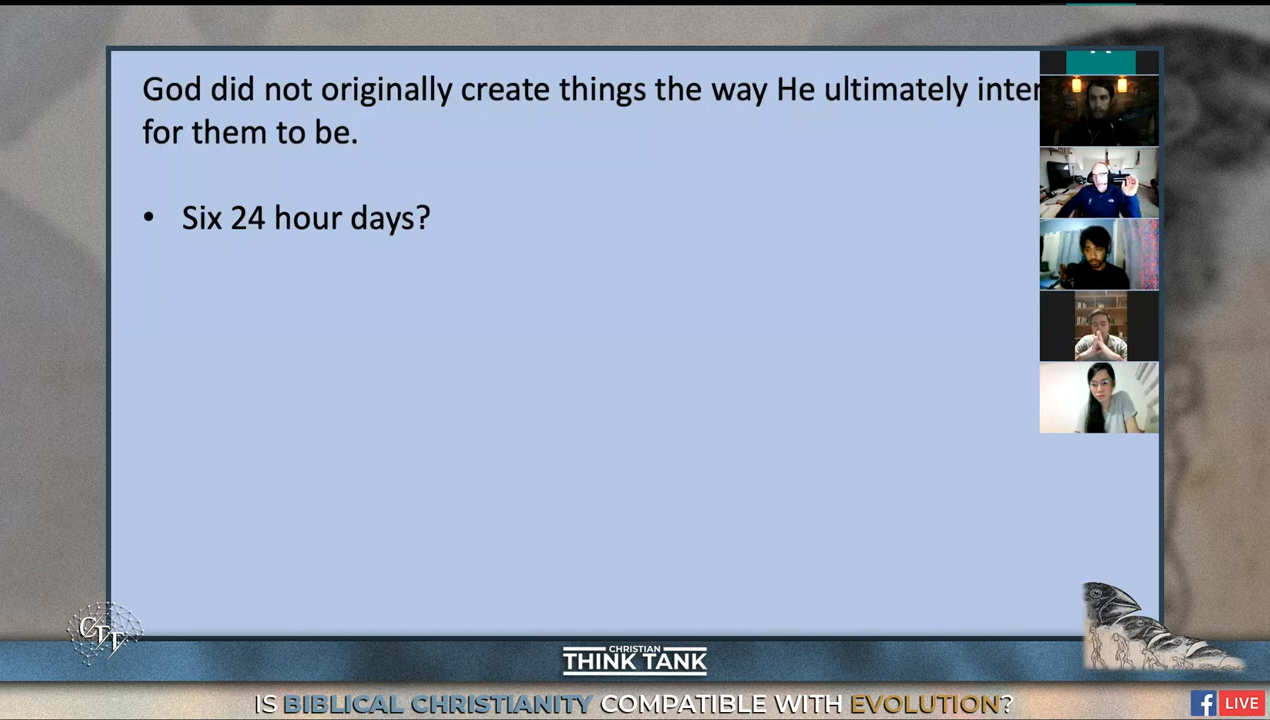 God did not originally create things the way He ultimately inter
for them to be.
• Six 24 hour days?
CTT
CHRISTIAN
THINK TANK
IS BIBLICAL CHRISTIANITY COMPATIBLE WITH EVOLUTION?
f LIVE